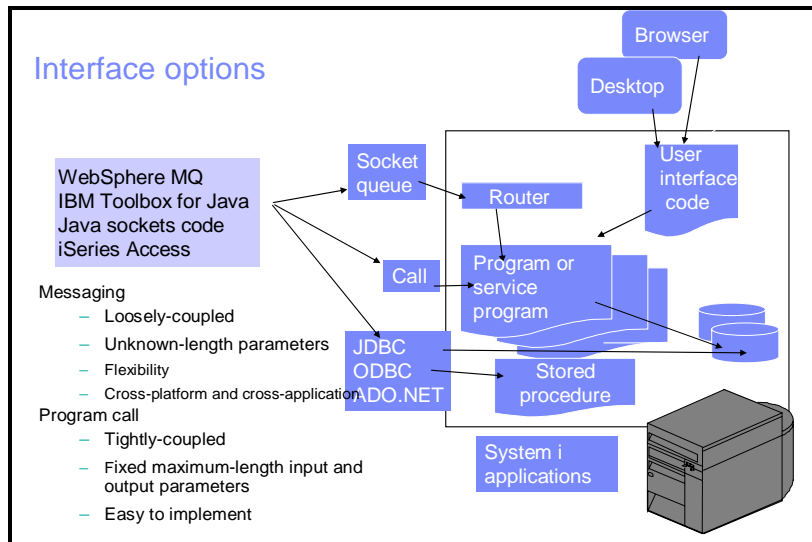 Interface options
Browser
Desktop
WebSphere MQ
IBM Toolbox for Java
Java sockets code
iSeries Access
Socket
queue
Router
User
interface
code
Call
Program or
service
program
JDBC
ODBC
ADO.NET
Stored
procedure
System i
applications
Messaging
– Loosely-coupled
– Unknown-length parameters
– Flexibility
– Cross-platform and cross-application
Program call
– Tightly-coupled
– Fixed maximum-length input and
output parameters
– Easy to implement